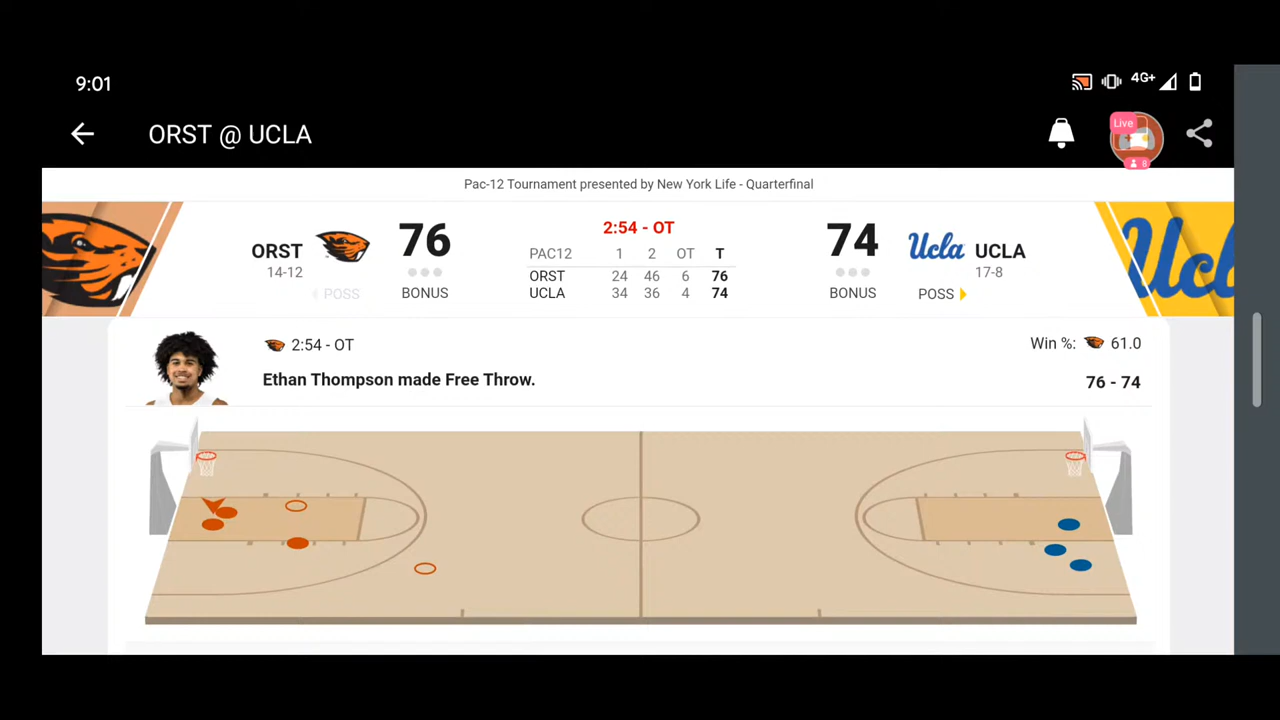 9:01
4G+
ORST @ UCLA
Live
8
Pac-12 Tournament presented by New York Life - Quarterfinal
ORST
14-12
POSS
76
BONUS
2:54 - OT
PAC12 1 2 OT T
ORST 24 46 6 76
UCLA 34 36 4 74
74
BONUS
Ucla
UCLA
17-8
POSS
Ucl
2:54 - OT
Win %: 61.0
Ethan Thompson made Free Throw.
76 - 74